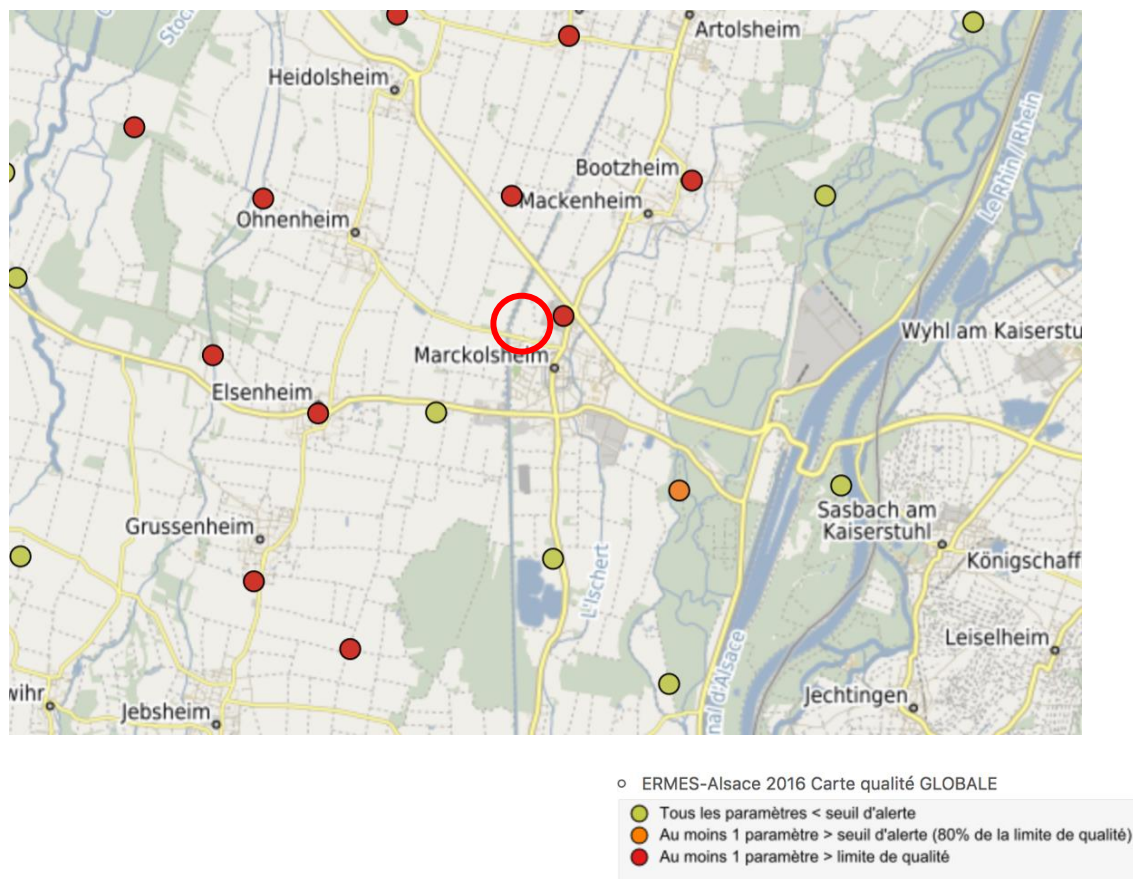 Stoc
Artolsheim
Heidolsheim
Le Rhin / Rhein
Bootzheim
Mackenheim
Ohnenheim
Wyhl am Kaiserstu
Marckolsheim
Elsenheim
Sasbach am
Kaiserstuhl
Grussenheim
Königschaff
L'Ischert
Leiselheim
nal d'Alsace
wihr
Jebsheim
Jechtingen
ERMES-Alsace 2016 Carte qualité GLOBALE
Tous les paramètres < seuil d'alerte
Au moins 1 paramètre > seuil d'alerte (80% de la limite de qualité)
Au moins 1 paramètre > limite de qualité